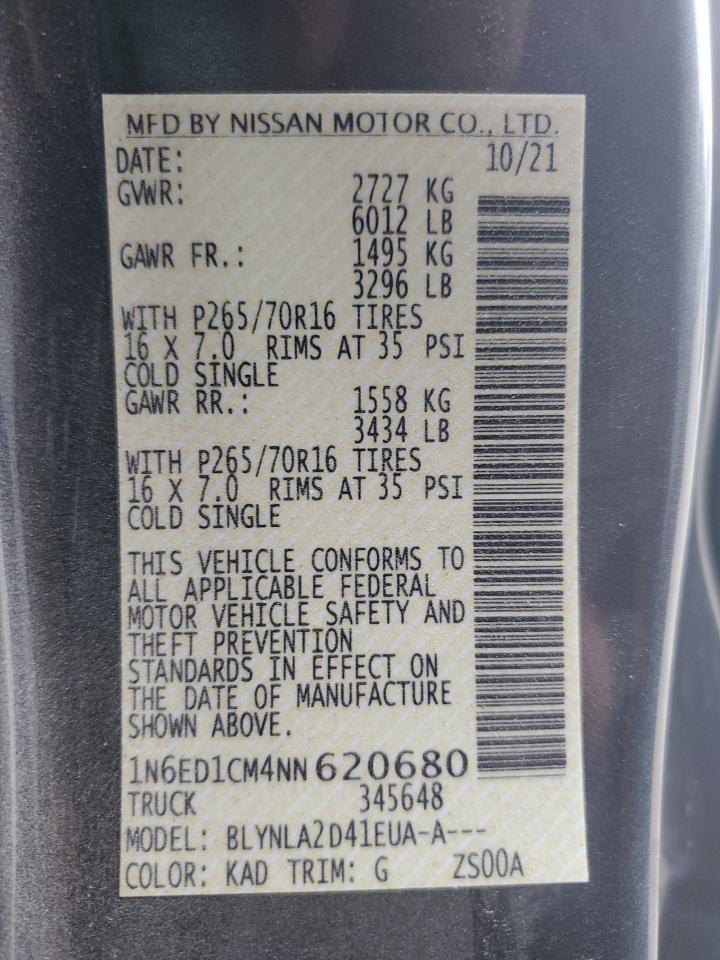 MFD BY NISSAN MOTOR CO., LTD.
DATE: 10/21
GVWR: 2727 KG
6012 LB
GAWR FR.: 1495 KG
3296 LB
WITH P265/70R16 TIRES
16 X 7.0 RIMS AT 35 PSI
COLD SINGLE
GAWR RR.: 1558 KG
3434 LB
WITH P265/70R16 TIRES
16 X 7.0 RIMS AT 35 PSI
COLD SINGLE
THIS VEHICLE CONFORMS TO
ALL APPLICABLE FEDERAL
MOTOR VEHICLE SAFETY AND
THEFT PREVENTION
STANDARDS IN EFFECT ON
THE DATE OF MANUFACTURE
SHOWN ABOVE.
1N6ED1CM4NN620680
TRUCK 345648
MODEL: BLYNLA2D41EUA-A---
COLOR: KAD TRIM: G ZS00A